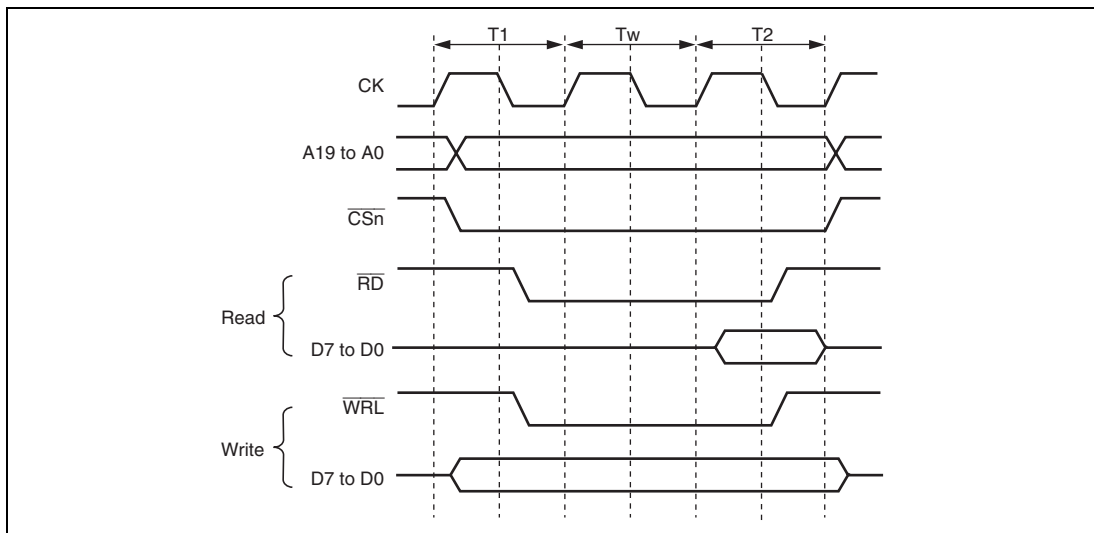 T1 Tw T2
CK
A19 to A0
CSn
RD
Read
D7 to D0
WRL
Write
D7 to D0